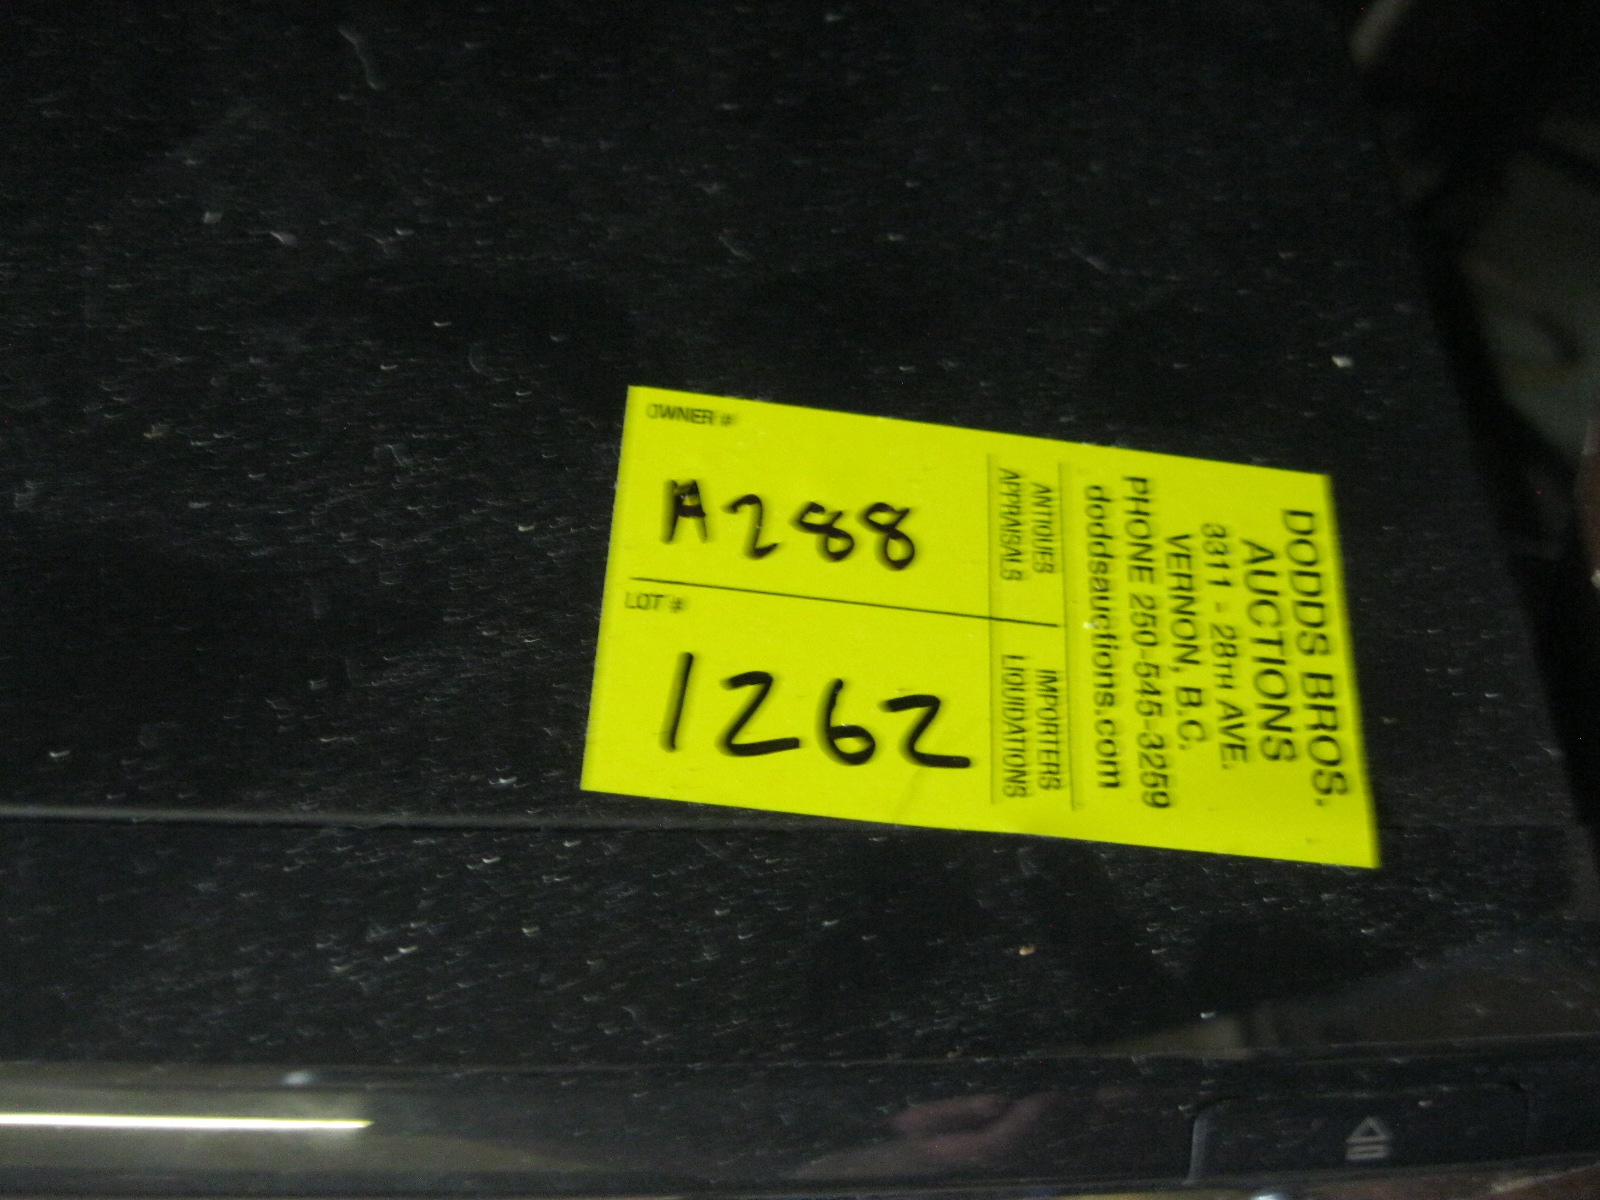 OWNER #
A288
LOT #
1262
ANTIQUES
APPRAISALS
IMPORTERS
LIQUIDATIONS
DODDS BROS.
AUCTIONS
3311 - 28TH AVE.
VERNON, B.C.
PHONE 250-545-3259
doddsauctions.com